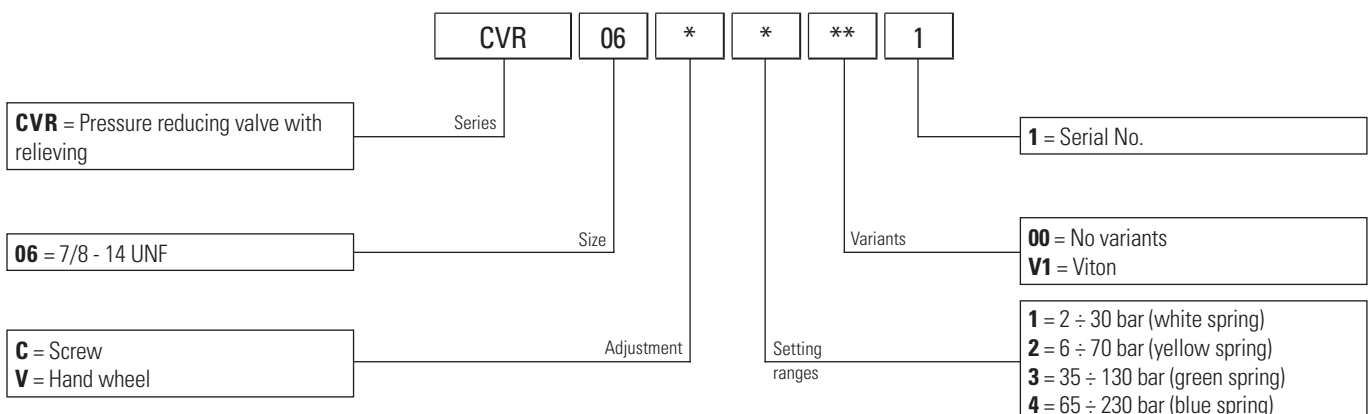 CVR 06 * * ** 1
CVR = Pressure reducing valve with
relieving
Series
1 = Serial No.
06 = 7/8 - 14 UNF
Size
Variants
00 = No variants
V1 = Viton
C = Screw
V = Hand wheel
Adjustment
Setting
ranges
1 = 2 ÷ 30 bar (white spring)
2 = 6 ÷ 70 bar (yellow spring)
3 = 35 ÷ 130 bar (green spring)
4 = 65 ÷ 230 bar (blue spring)